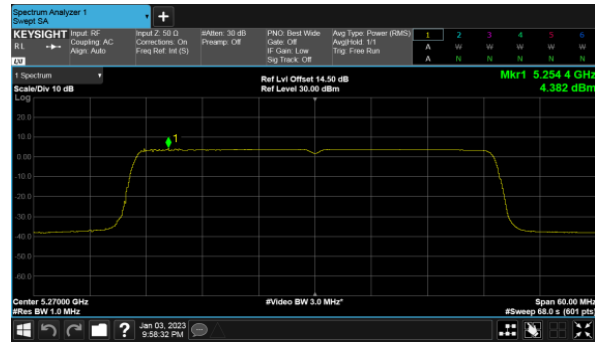 Spectrum Analyzer 1
Swept SA
+
KEYSIGHT Input: RF Input Z: 50 Ω #Atten: 30 dB PNO: Best Wide Avg Type: Power (RMS) 1 2 3 4 5 6
RL Coupling: AC Corrections: On Preamp: Off Gate: Off Avg|Hold: 1/1 A W W W W W
Align: Auto Freq Ref: Int (S) IF Gain: Low Trig: Free Run
LXI Sig Track: Off A N N N N N
1 Spectrum Ref Lvl Offset 14.50 dB Mkr1 5.254 4 GHz
Scale/Div 10 dB Ref Level 30.00 dBm 4.382 dBm
Log
20.0
1
10.0
0.00
-10.0
-20.0
-30.0
-40.0
-50.0
-60.0
Center 5.27000 GHz #Video BW 3.0 MHz* Span 60.00 MHz
#Res BW 1.0 MHz #Sweep 68.0 s (601 pts)
? Jan 03, 2023
9:58:32 PM